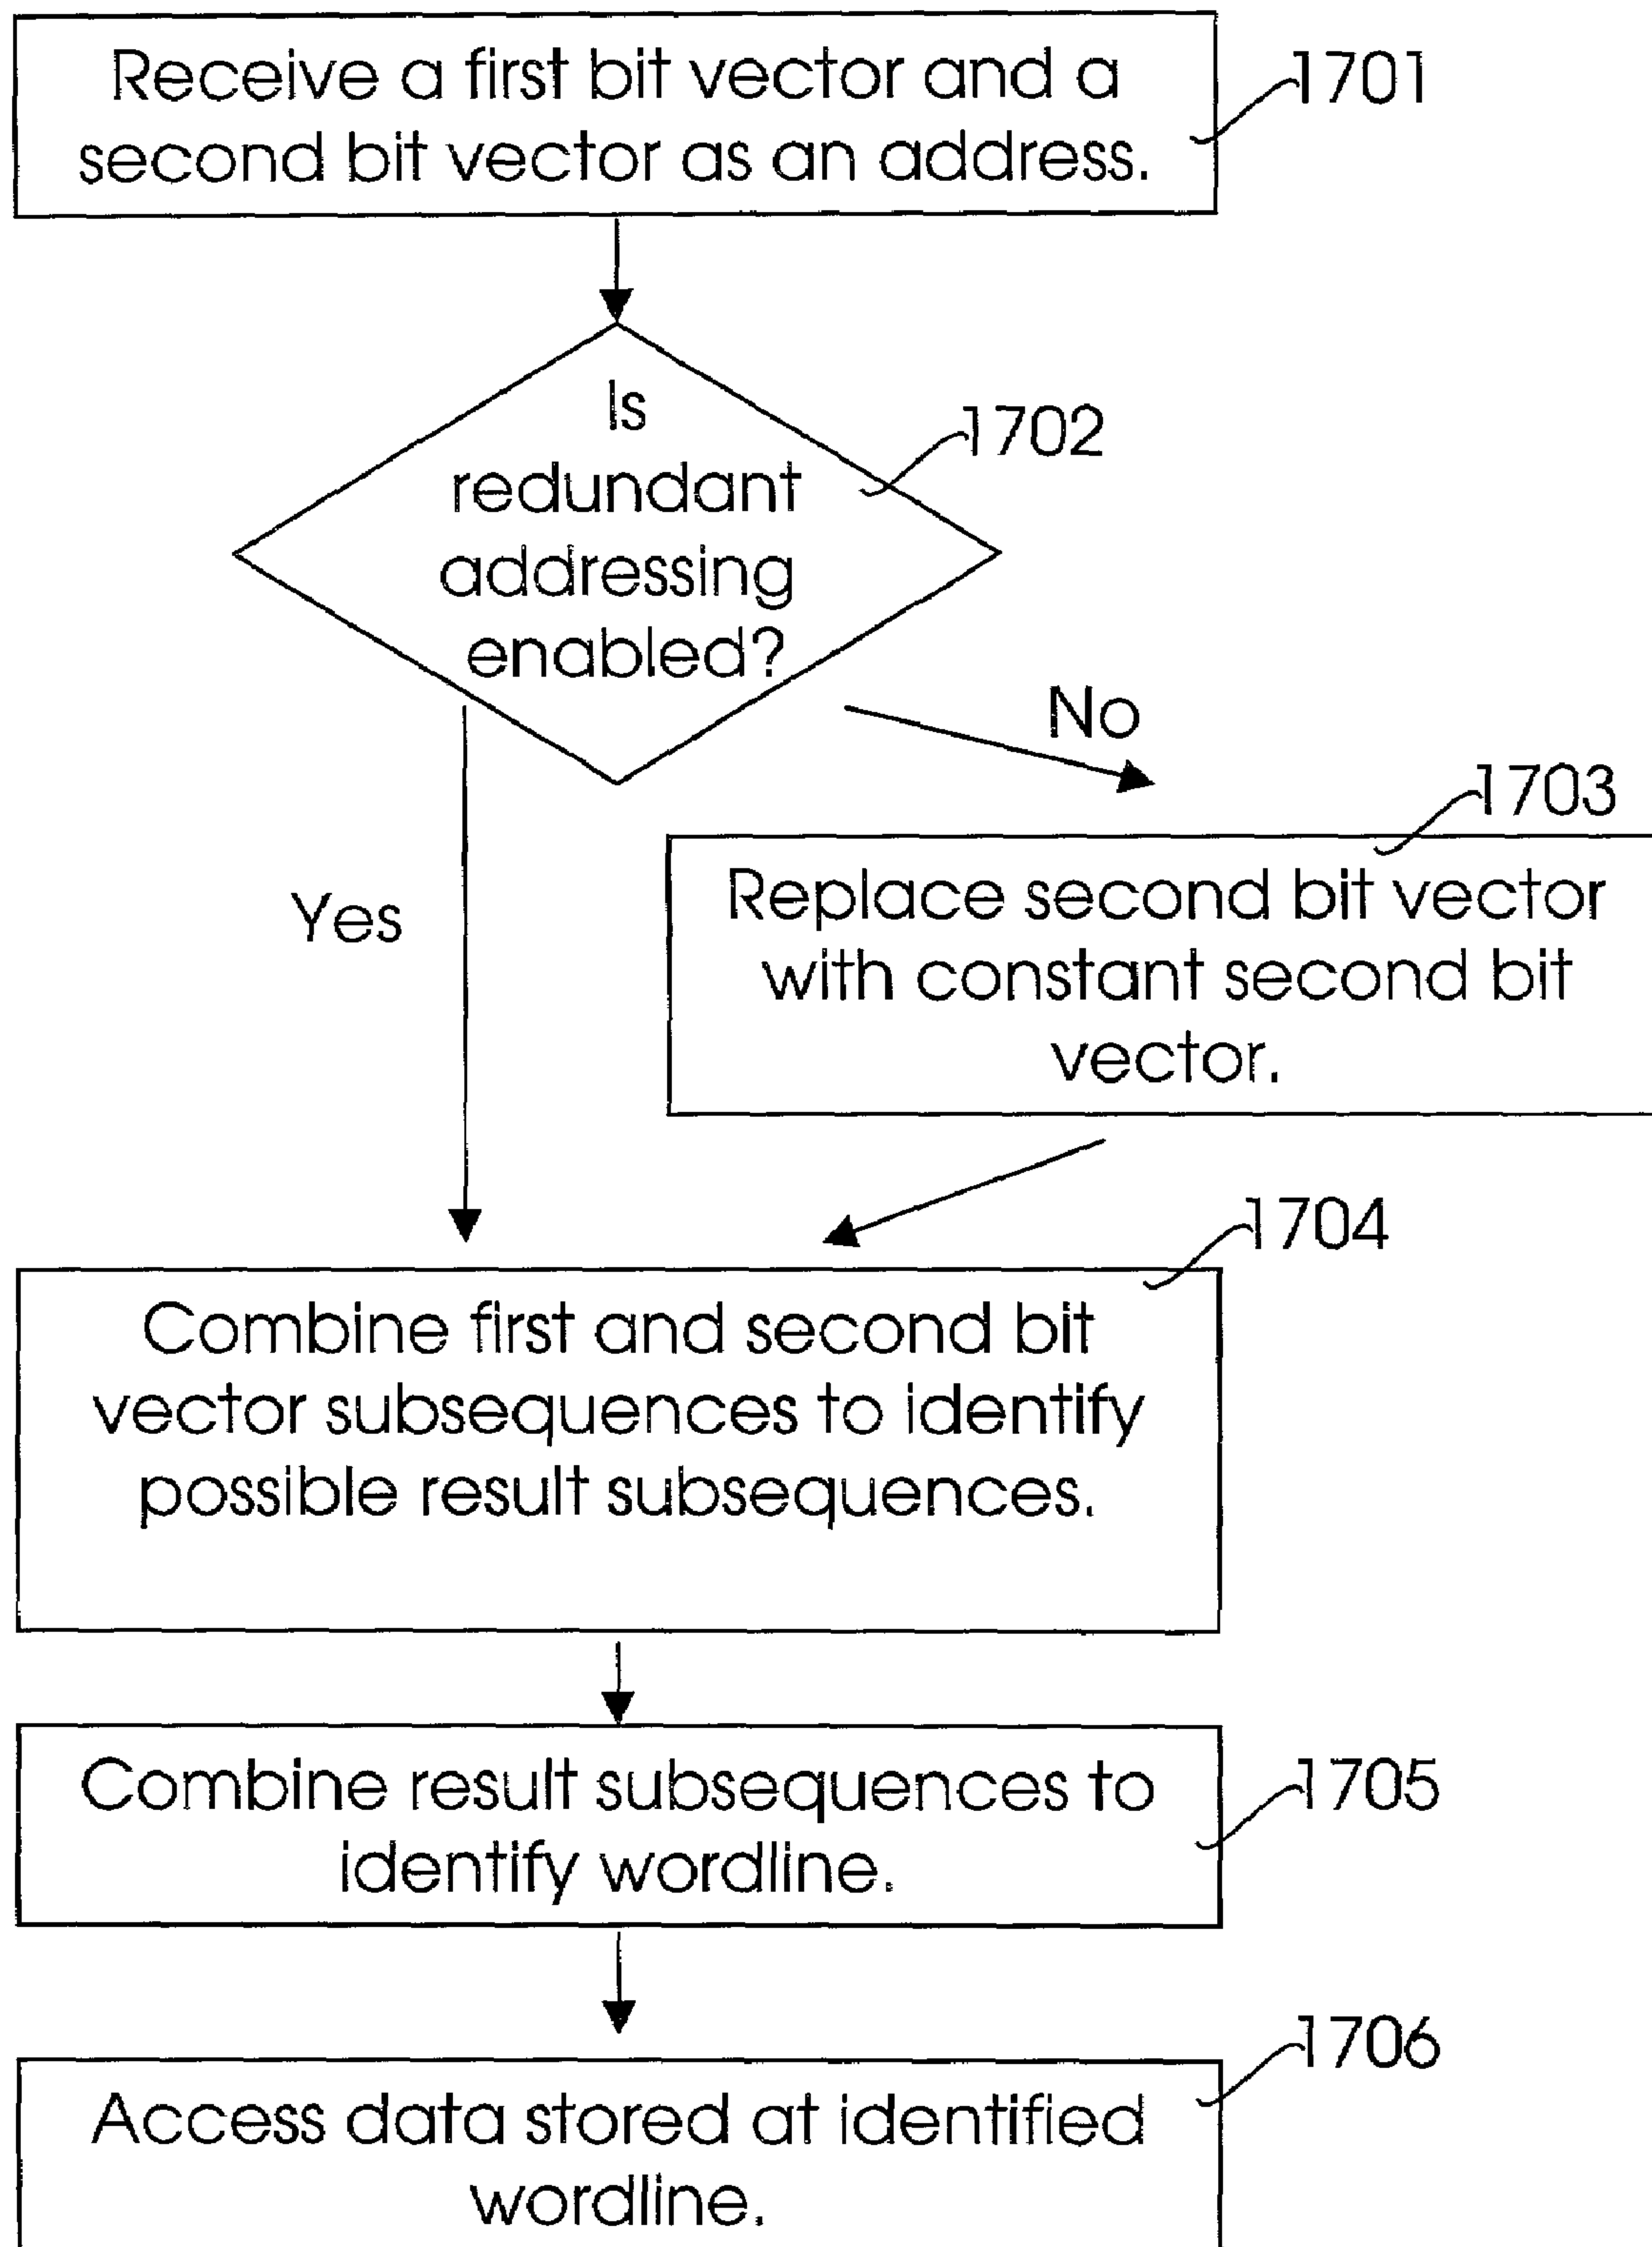 Receive a first bit vector and a
second bit vector as an address.
1701
Is
redundant
addressing
enabled?
1702
No
Yes
1703
Replace second bit vector
with constant second bit
vector.
1704
Combine first and second bit
vector subsequences to identify
possible result subsequences.
Combine result subsequences to
identify wordline.
1705
1706
Access data stored at identified
wordline.